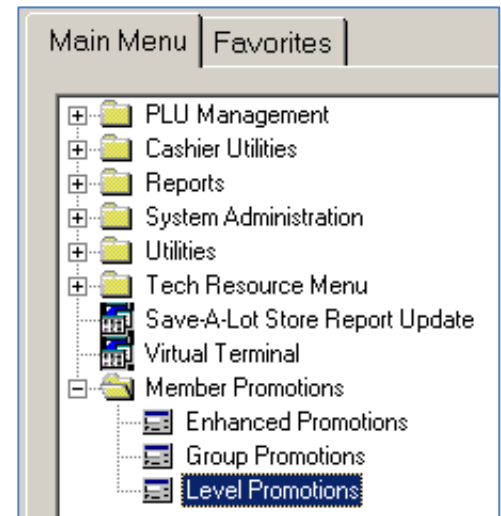 Main Menu Favorites
PLU Management
Cashier Utilities
Reports
System Administration
Utilities
Tech Resource Menu
Save-A-Lot Store Report Update
Virtual Terminal
Member Promotions
Enhanced Promotions
Group Promotions
Level Promotions